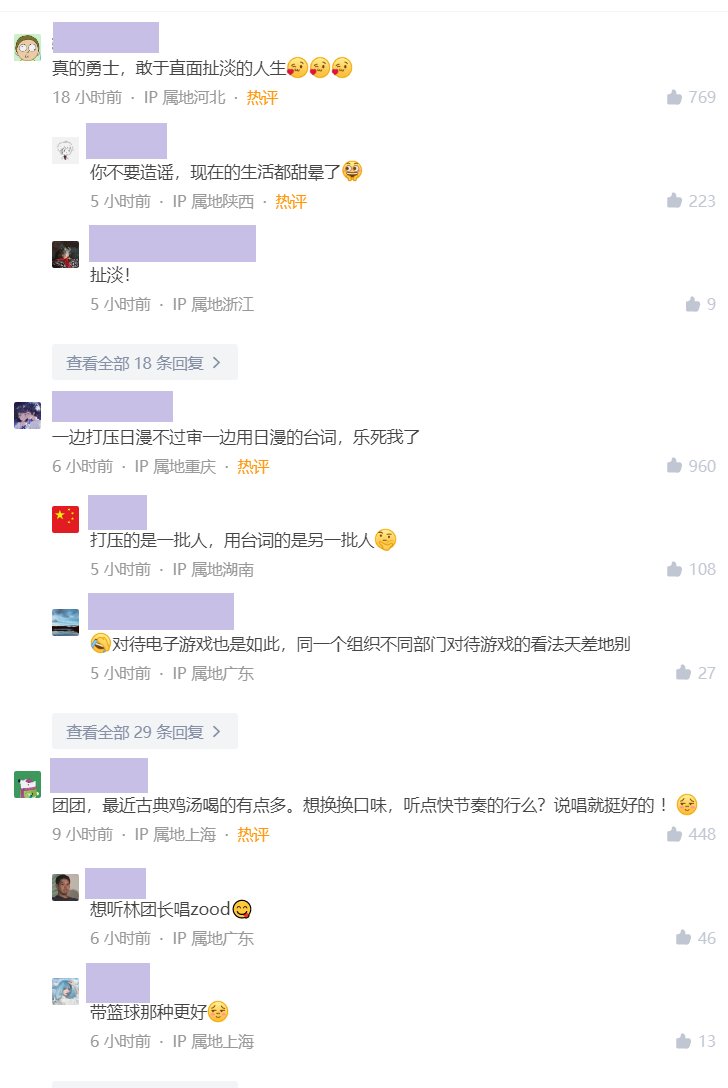 真的勇士，敢于直面扯淡的人生
18 小时前 · IP 属地河北 · 热评
769
你不要造谣，现在的生活都甜晕了
5 小时前 · IP 属地陕西 · 热评
223
扯淡！
5 小时前 · IP 属地浙江
9
查看全部 18 条回复
一边打压日漫不过审一边用日漫的台词，乐死我了
6 小时前 · IP 属地重庆 · 热评
960
打压的是一批人，用台词的是另一批人
5 小时前 · IP 属地湖南
108
对待电子游戏也是如此，同一个组织不同部门对待游戏的看法天差地别
5 小时前 · IP 属地广东
27
查看全部 29 条回复
团团，最近古典鸡汤喝的有点多。想换换口味，听点快节奏的行么？说唱就挺好的 ！
9 小时前 · IP 属地上海 · 热评
448
想听林团长唱zood
6 小时前 · IP 属地广东
46
带篮球那种更好
6 小时前 · IP 属地上海
13